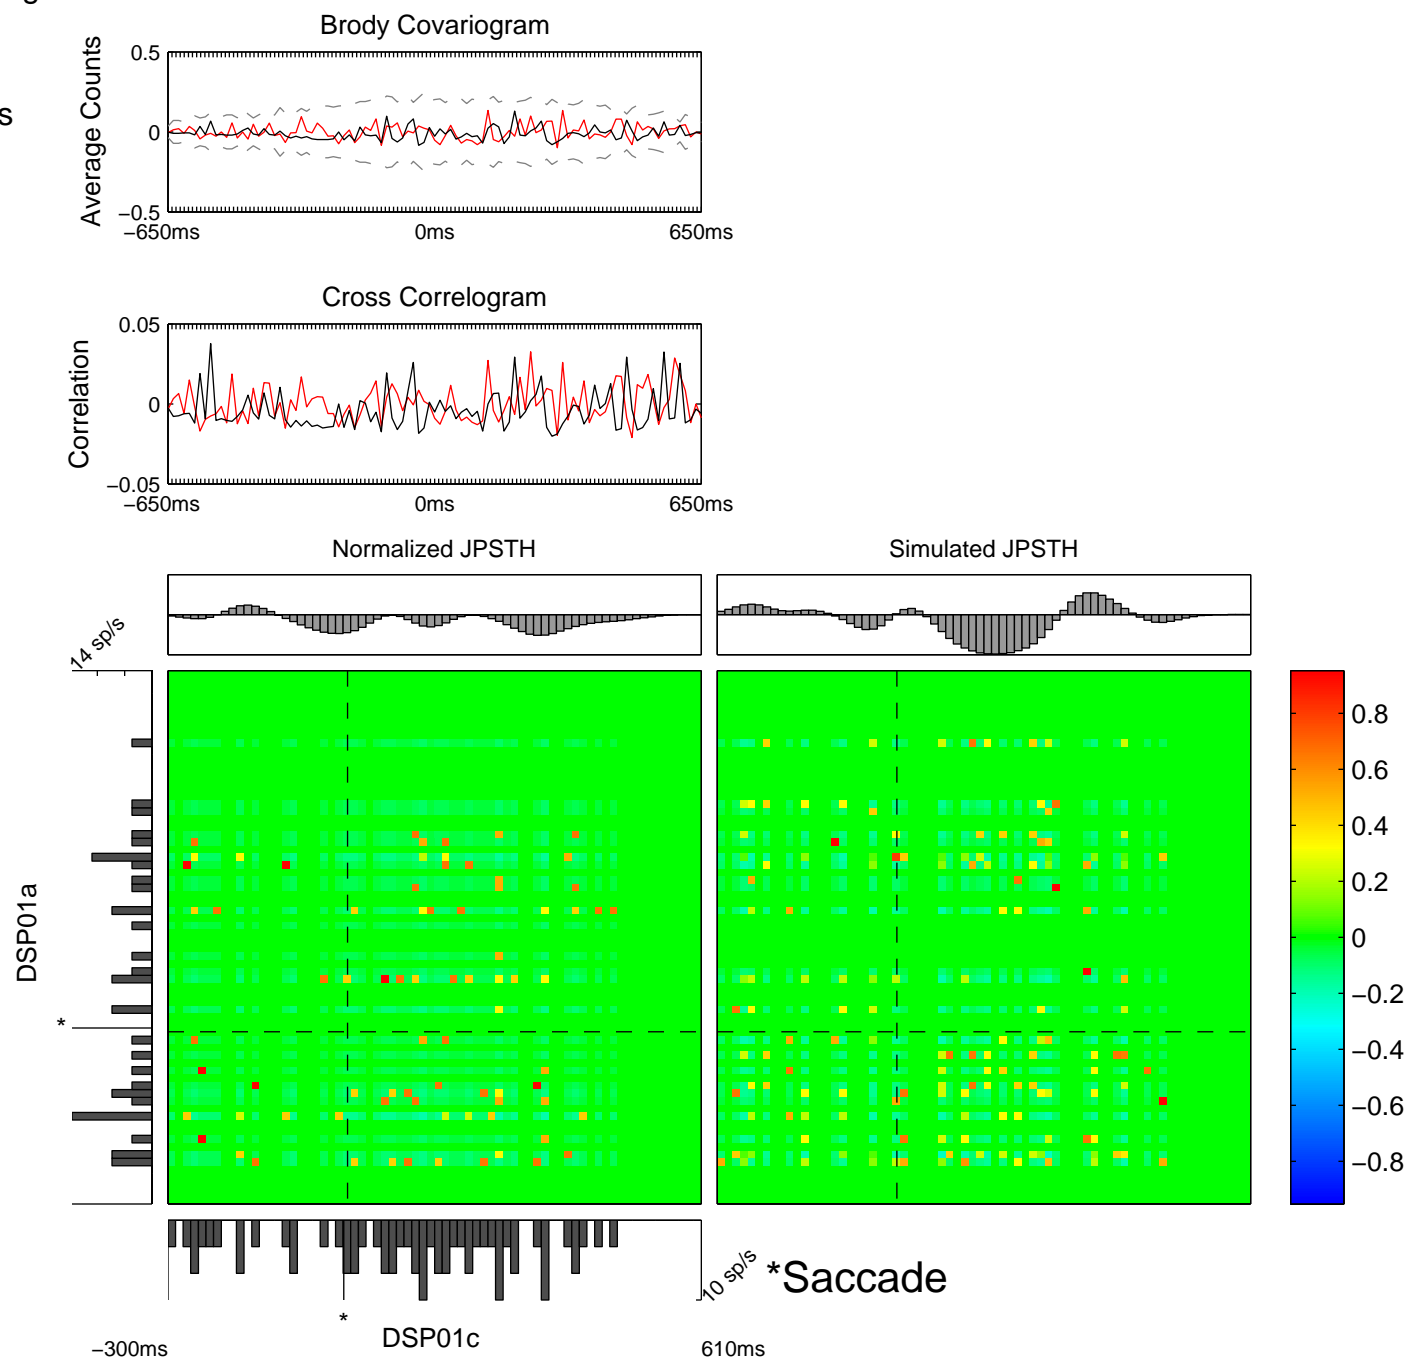 g
Brody Covariogram
0.5
s
Average Counts
0
−0.5
−650ms
0ms
650ms
Cross Correlogram
0.05
Correlation
0
−0.05
−650ms
0ms
650ms
Normalized JPSTH
Simulated JPSTH
14 sp/s
0.8
0.6
0.4
0.2
0
−0.2
−0.4
−0.6
−0.8
DSP01a
*
10 sp/s
*Saccade
*
DSP01c
−300ms
610ms